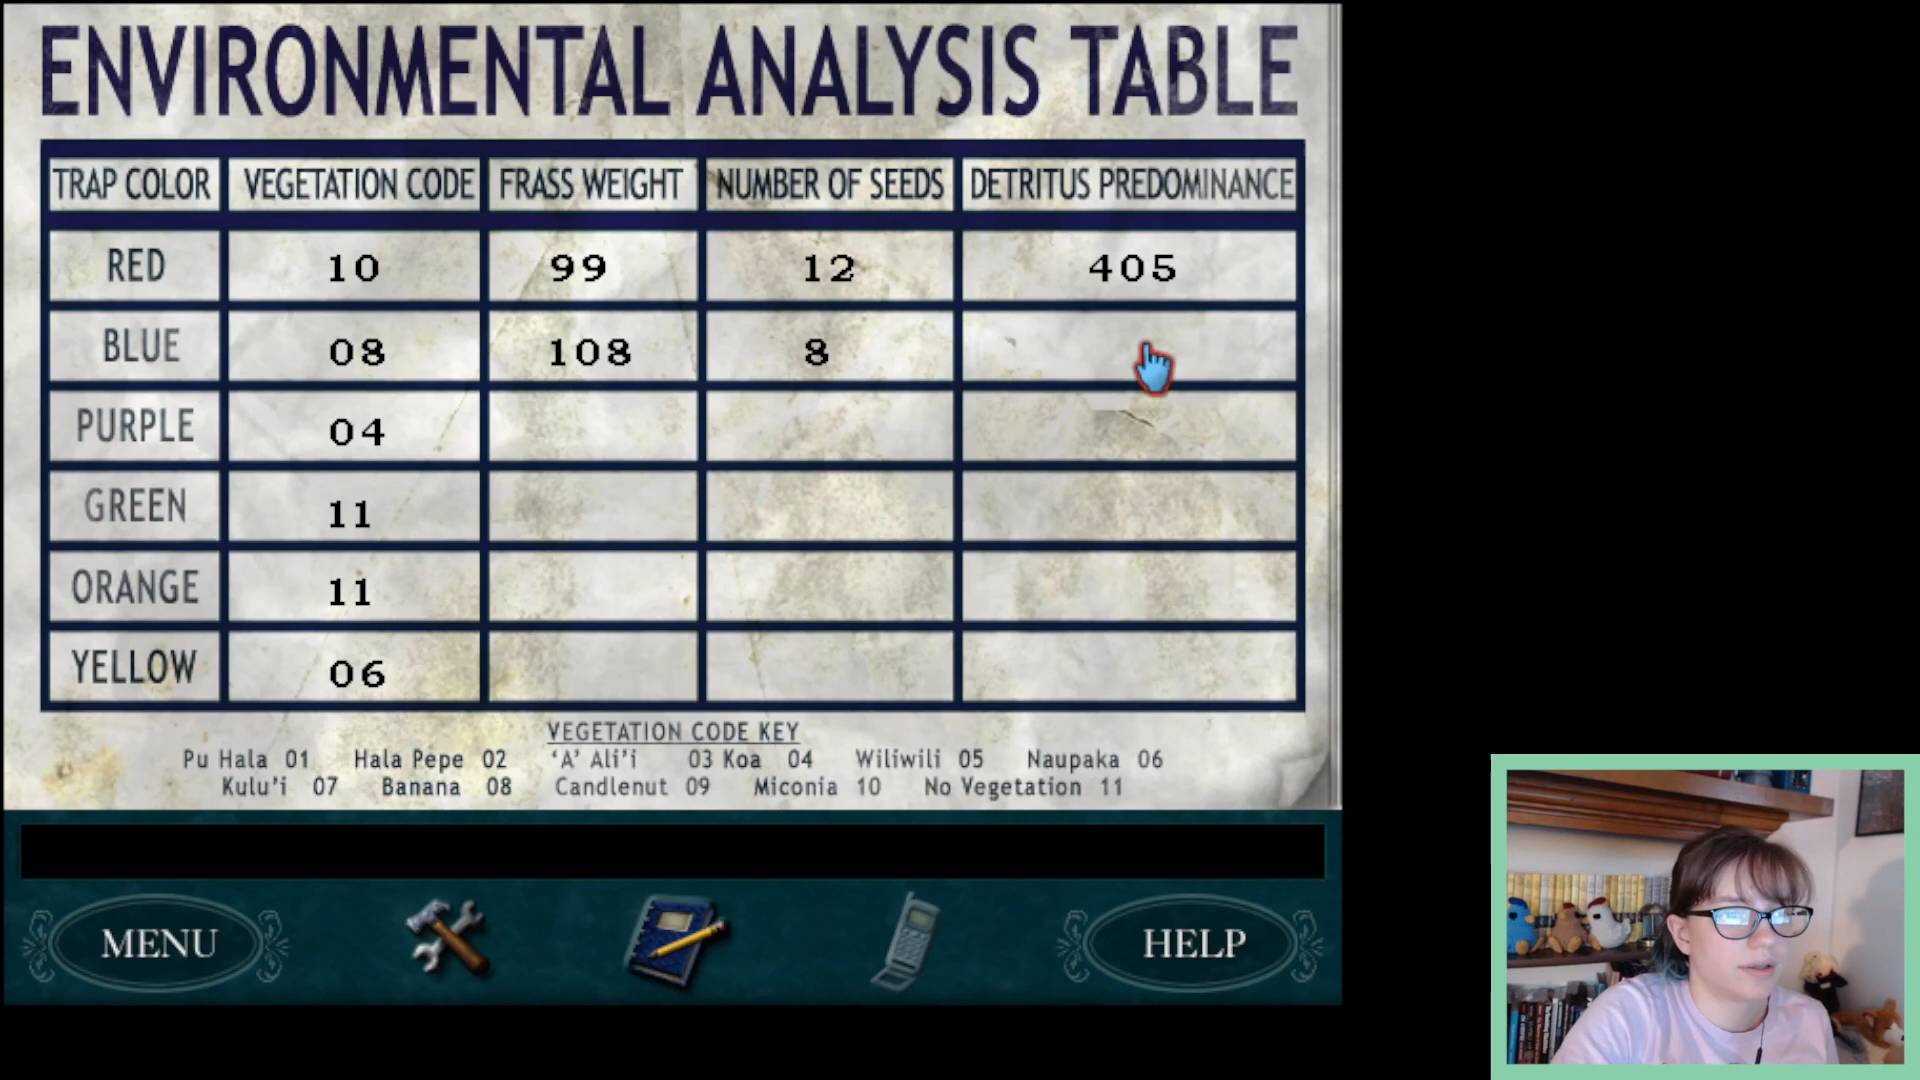 ENVIRONMENTAL ANALYSIS TABLE
TRAP COLOR VEGETATION CODE FRASS WEIGHT NUMBER OF SEEDS DETRITUS PREDOMINANCE
RED 10 99 12 405
BLUE 08 108 8
PURPLE 04
GREEN 11
ORANGE 11
YELLOW 06
VEGETATION CODE KEY
Pu Hala 01 Hala Pepe 02 'A' Ali'i 03 Koa 04 Wiliwili 05 Naupaka 06
Kulu'i 07 Banana 08 Candlenut 09 Miconia 10 No Vegetation 11
MENU HELP